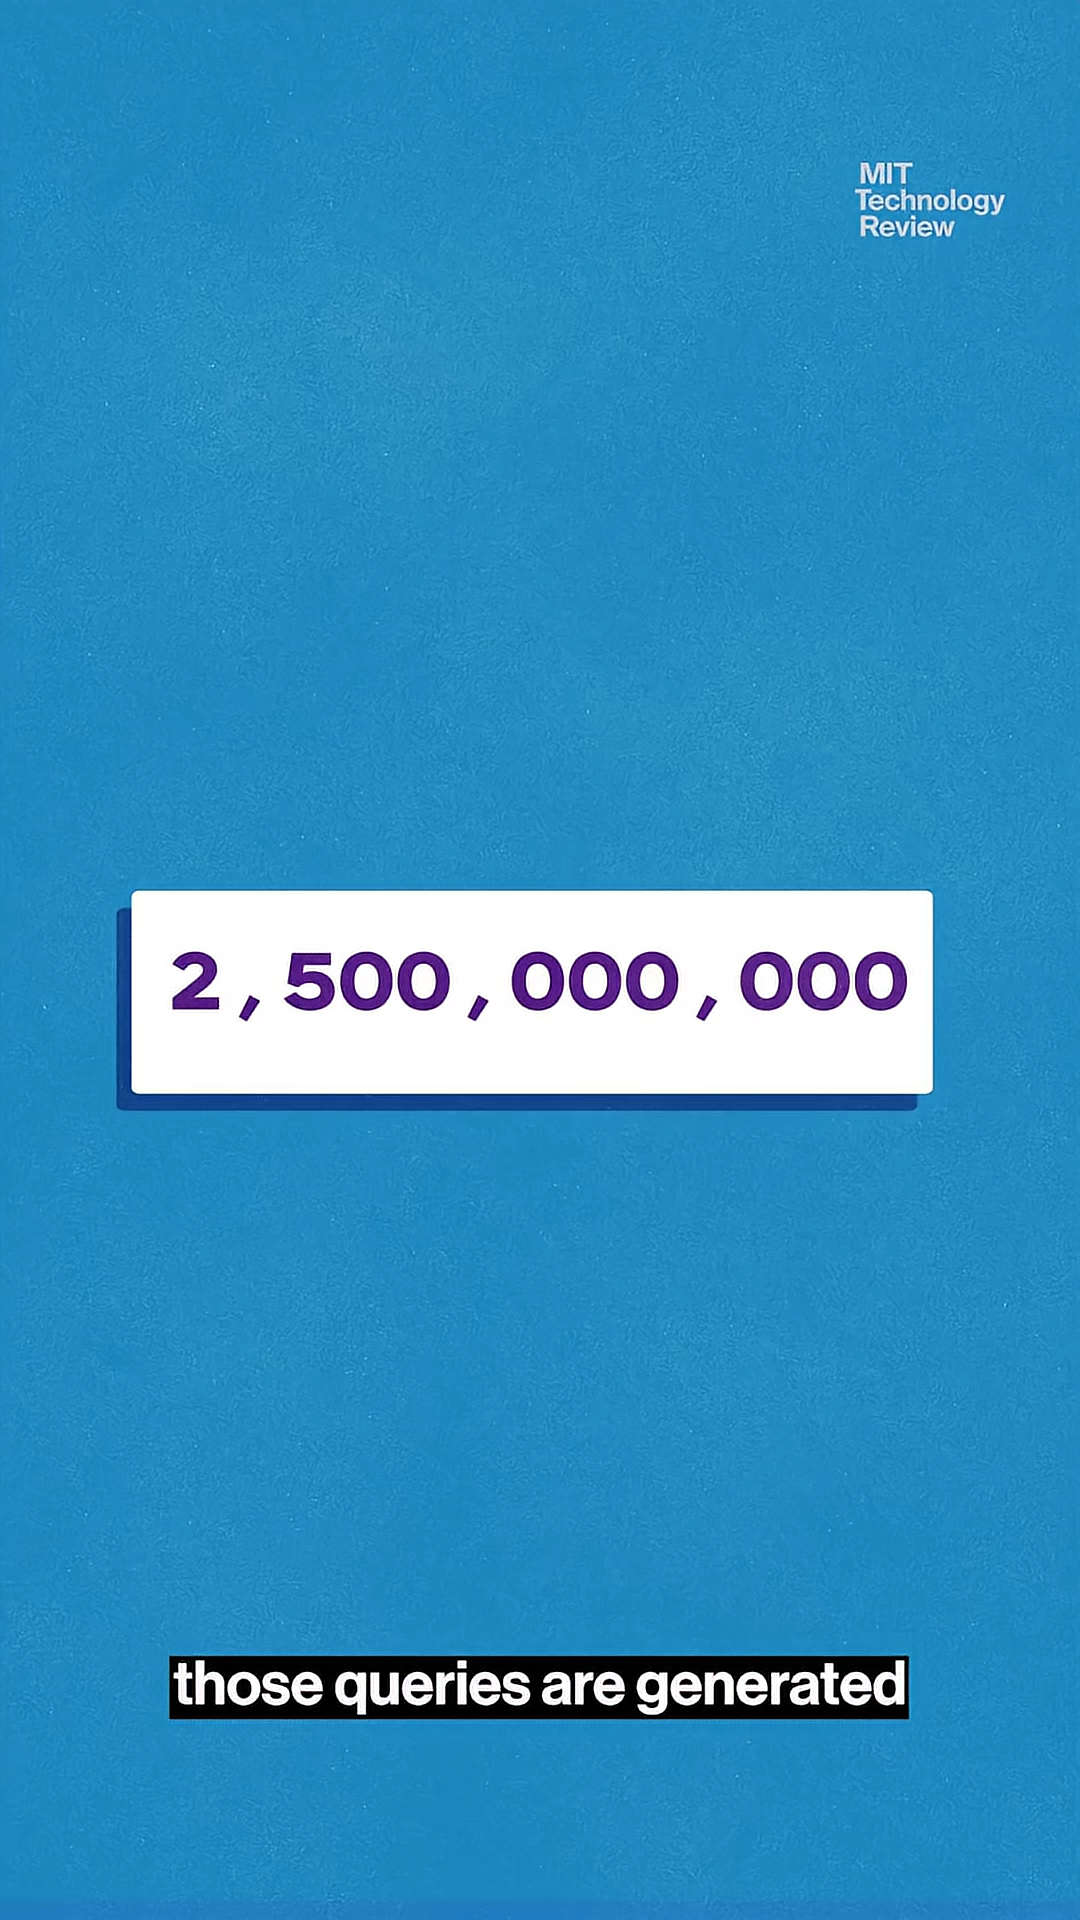 MIT
Technology
Review
2,500,000,000
those queries are generated